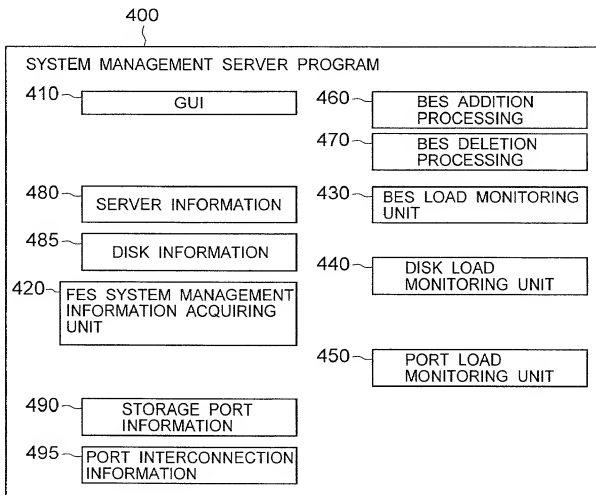 400
SYSTEM MANAGEMENT SERVER PROGRAM
410
GUI
480
SERVER INFORMATION
485
DISK INFORMATION
420
FES SYSTEM MANAGEMENT
INFORMATION ACQUIRING
UNIT
490
STORAGE PORT
INFORMATION
495
PORT INTERCONNECTION
INFORMATION
460
BES ADDITION
PROCESSING
470
BES DELETION
PROCESSING
430
BES LOAD MONITORING
UNIT
440
DISK LOAD
MONITORING UNIT
450
PORT LOAD
MONITORING UNIT